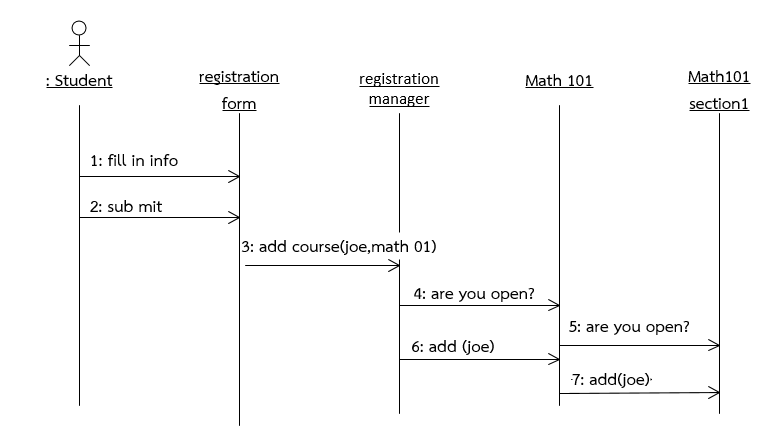 : Student
registration
form
registration
manager
Math 101
Math101
section1
1: fill in info
2: sub mit
3: add course(joe,math 01)
4: are you open?
5: are you open?
6: add (joe)
7: add(joe)